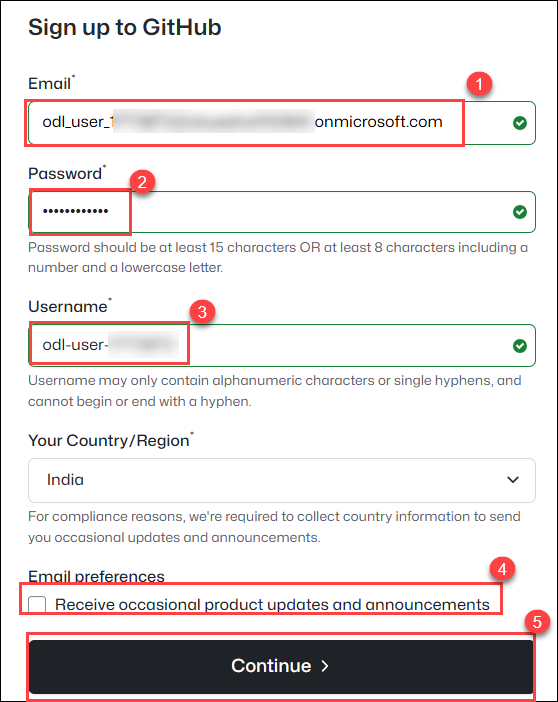 Sign up to GitHub
Email*
1
odl_user_ onmicrosoft.com
Password*
2
••••••••••••
Password should be at least 15 characters OR at least 8 characters including a
number and a lowercase letter.
Username*
3
odl-user-
Username may only contain alphanumeric characters or single hyphens, and
cannot begin or end with a hyphen.
Your Country/Region*
India
For compliance reasons, we're required to collect country information to send
you occasional updates and announcements.
Email preferences
4
Receive occasional product updates and announcements
5
Continue >